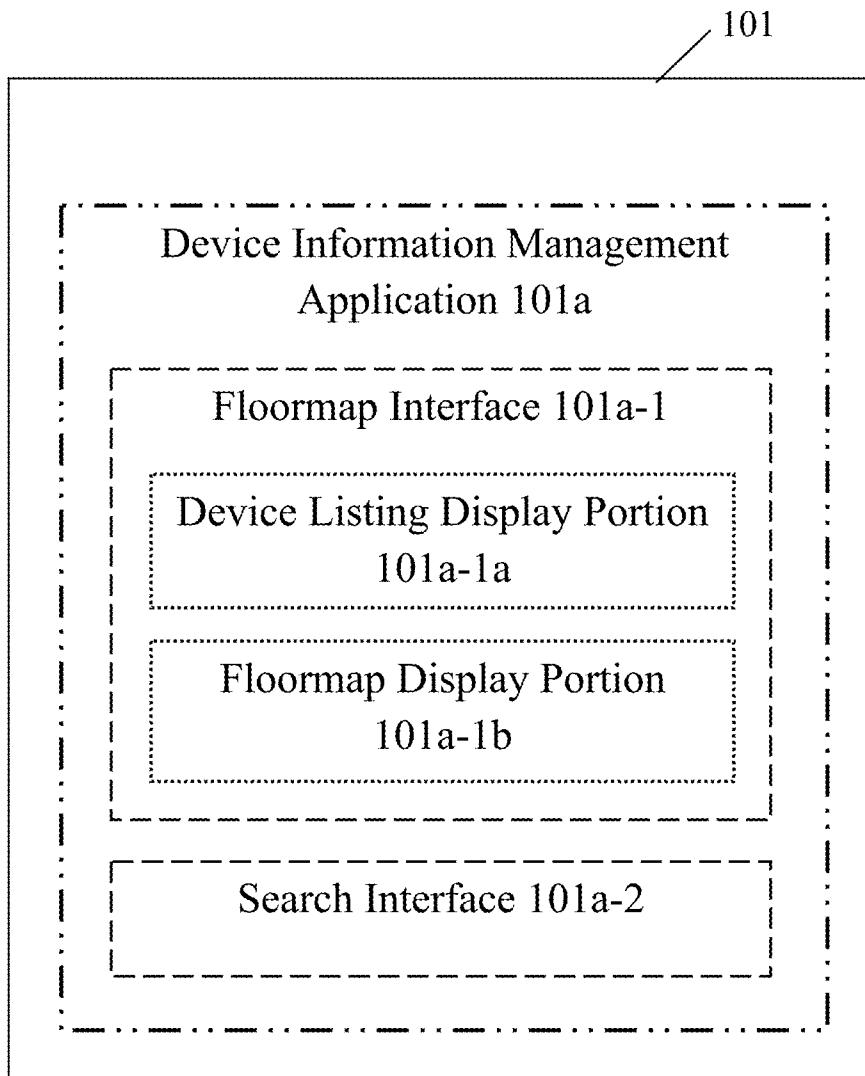 101
Device Information Management
Application 101a
Floormap Interface 101a-1
Device Listing Display Portion
101a-1a
Floormap Display Portion
101a-1b
Search Interface 101a-2